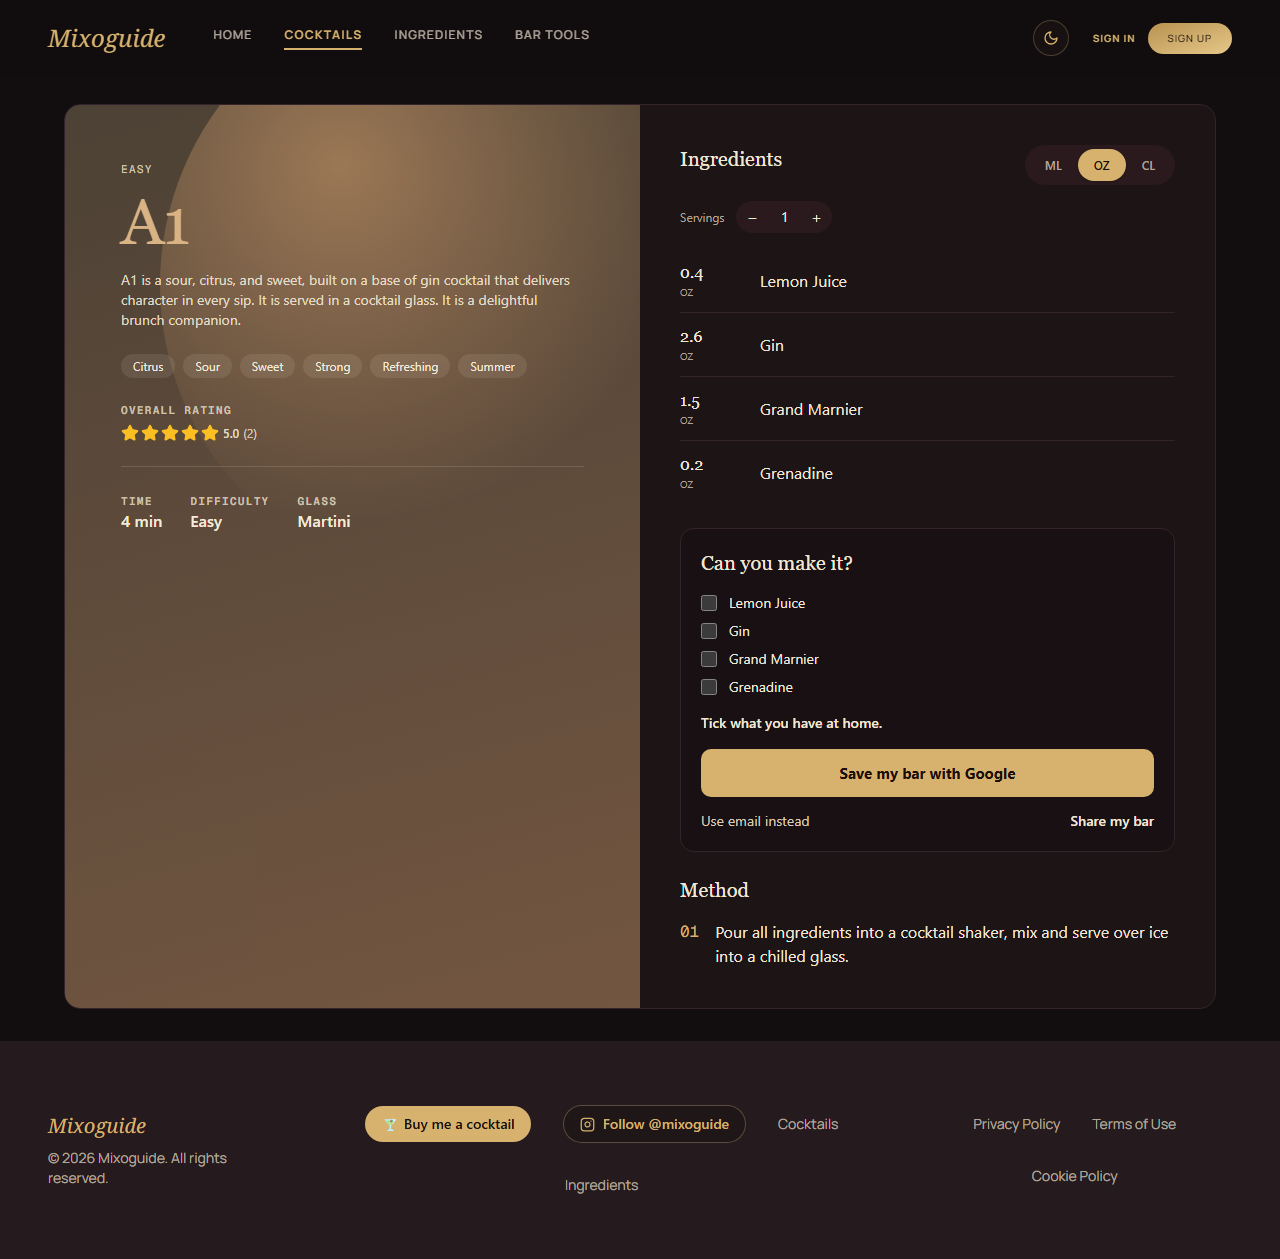 Mixoguide
HOME
COCKTAILS
INGREDIENTS
BAR TOOLS
SIGN IN
SIGN UP
EASY
A1
A1 is a sour, citrus, and sweet, built on a base of gin cocktail that delivers
character in every sip. It is served in a cocktail glass. It is a delightful
brunch companion.
Citrus
Sour
Sweet
Strong
Refreshing
Summer
OVERALL RATING
5.0 (2)
TIME
4 min
DIFFICULTY
Easy
GLASS
Martini
Ingredients
ML
OZ
CL
Servings
– 1 +
0.4
OZ
Lemon Juice
2.6
OZ
Gin
1.5
OZ
Grand Marnier
0.2
OZ
Grenadine
Can you make it?
Lemon Juice
Gin
Grand Marnier
Grenadine
Tick what you have at home.
Save my bar with Google
Use email instead
Share my bar
Method
01 Pour all ingredients into a cocktail shaker, mix and serve over ice
into a chilled glass.
Mixoguide
© 2026 Mixoguide. All rights
reserved.
Buy me a cocktail
Follow @mixoguide
Cocktails
Ingredients
Privacy Policy
Terms of Use
Cookie Policy